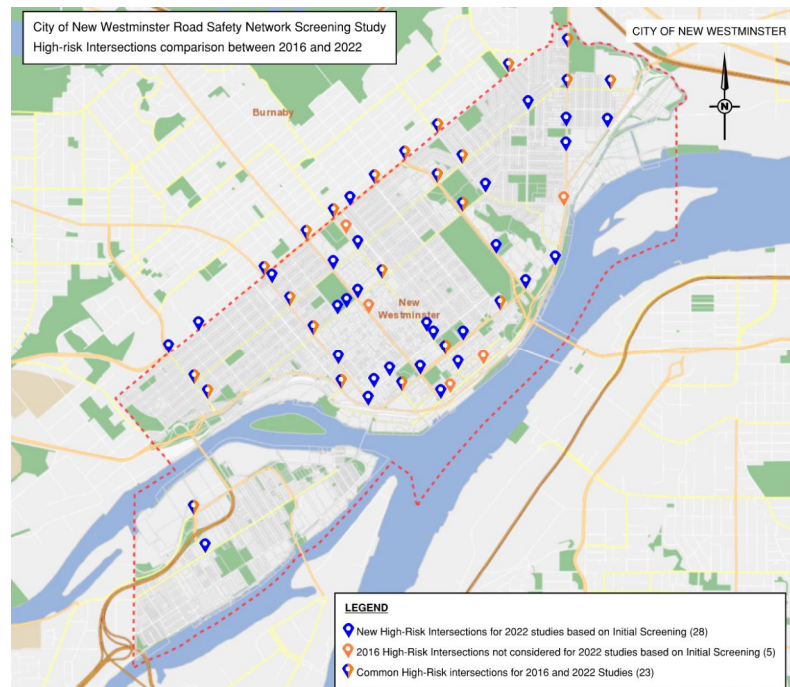 City of New Westminster Road Safety Network Screening Study
High-risk Intersections comparison between 2016 and 2022
CITY OF NEW WESTMINSTER
N
Burnaby
New
Westminster
LEGEND
New High-Risk Intersections for 2022 studies based on Initial Screening (28)
2016 High-Risk Intersections not considered for 2022 studies based on Initial Screening (5)
Common High-Risk intersections for 2016 and 2022 Studies (23)